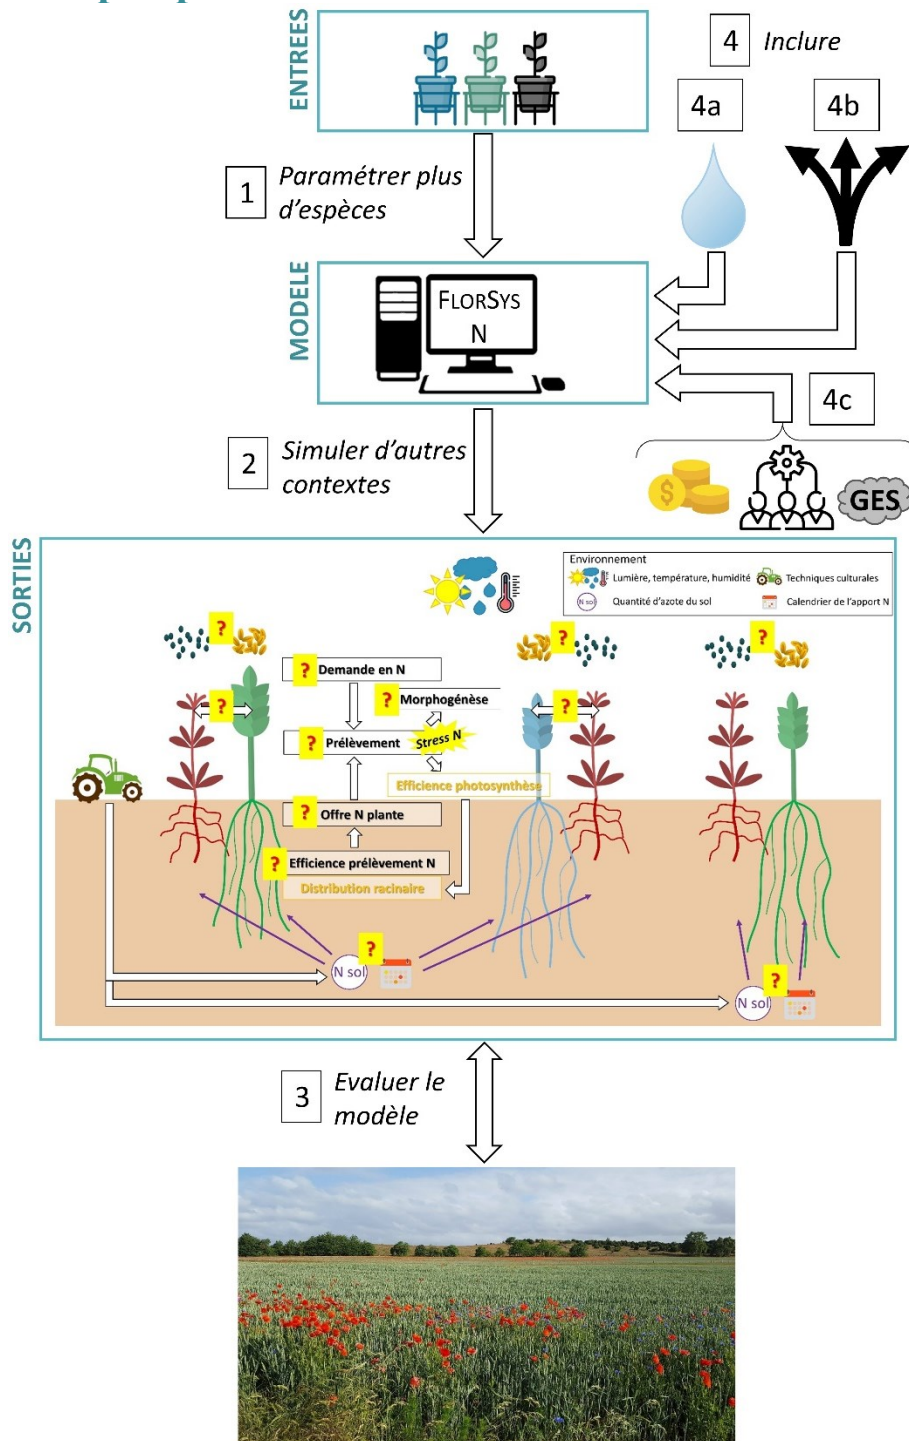 ENTREES
4
Inclure
4a
4b
1
Paramétrer plus
d’espèces
MODELE
FLORSYS
N
4c
2
Simuler d’autres
contextes
$
GES
SORTIES
Environnement
Lumière, température, humidité
Techniques culturales
N sol
Quantité d’azote du sol
Calendrier de l’apport N
?
?
?
? Demande en N
? Morphogénèse
?
?
? Prélèvement
Stress N
Efficience photosynthèse
? Offre N plante
? Efficience prélèvement N
Distribution racinaire
?
N sol
?
N sol
3
Evaluer le
modèle